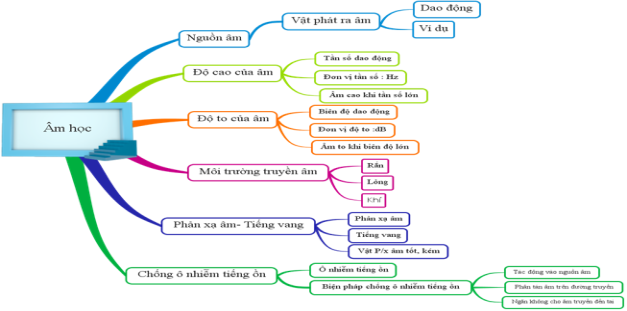 Âm học
Nguồn âm
Vật phát ra âm
Dao động
Ví dụ
Độ cao của âm
Tần số dao động
Đơn vị tần số : Hz
Âm cao khi tần số lớn
Độ to của âm
Biên độ dao động
Đơn vị độ to :dB
Âm to khi biên độ lớn
Môi trường truyền âm
Rắn
Lỏng
Khí
Phản xạ âm- Tiếng vang
Phản xạ âm
Tiếng vang
Vật P/x âm tốt, kém
Chống ô nhiễm tiếng ồn
Ô nhiễm tiếng ồn
Biện pháp chống ô nhiễm tiếng ồn
Tác động vào nguồn âm
Phân tán âm trên đường truyền
Ngăn không cho âm truyền đến tai